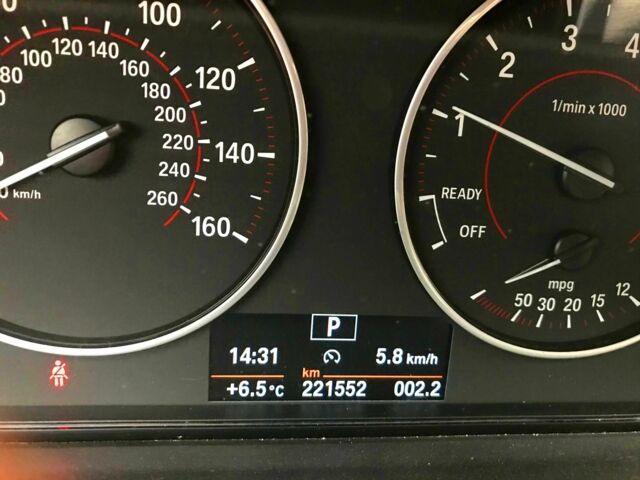 100
120
140
160
80 100 120 140 160 180 200 220 240 260
0 km/h
1 2 3 4
1/min x 1000
READY
OFF
mpg
50 30 20 15 12
P
14:31 5.8 km/h
km
+6.5°C 221552 002.2